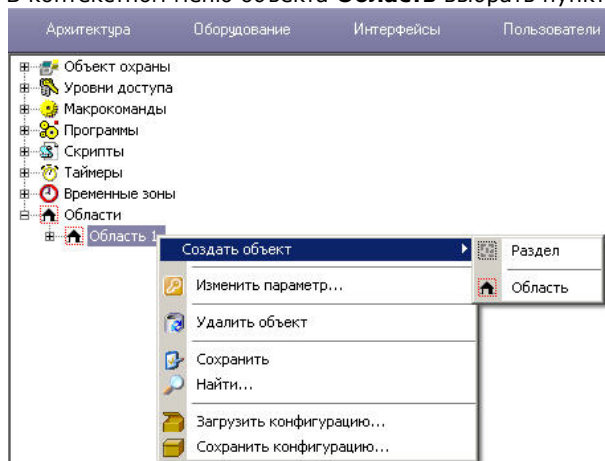 В контекстном меню объекта Область выбрать пункт
Архитектура Оборудование Интерфейсы Пользователи
Объект охраны
Уровни доступа
Макрокоманды
Программы
Скрипты
Таймеры
Временные зоны
Области
Область 1
Создать объект
Раздел
Изменить параметр...
Область
Удалить объект
Сохранить
Найти...
Загрузить конфигурацию...
Сохранить конфигурацию...